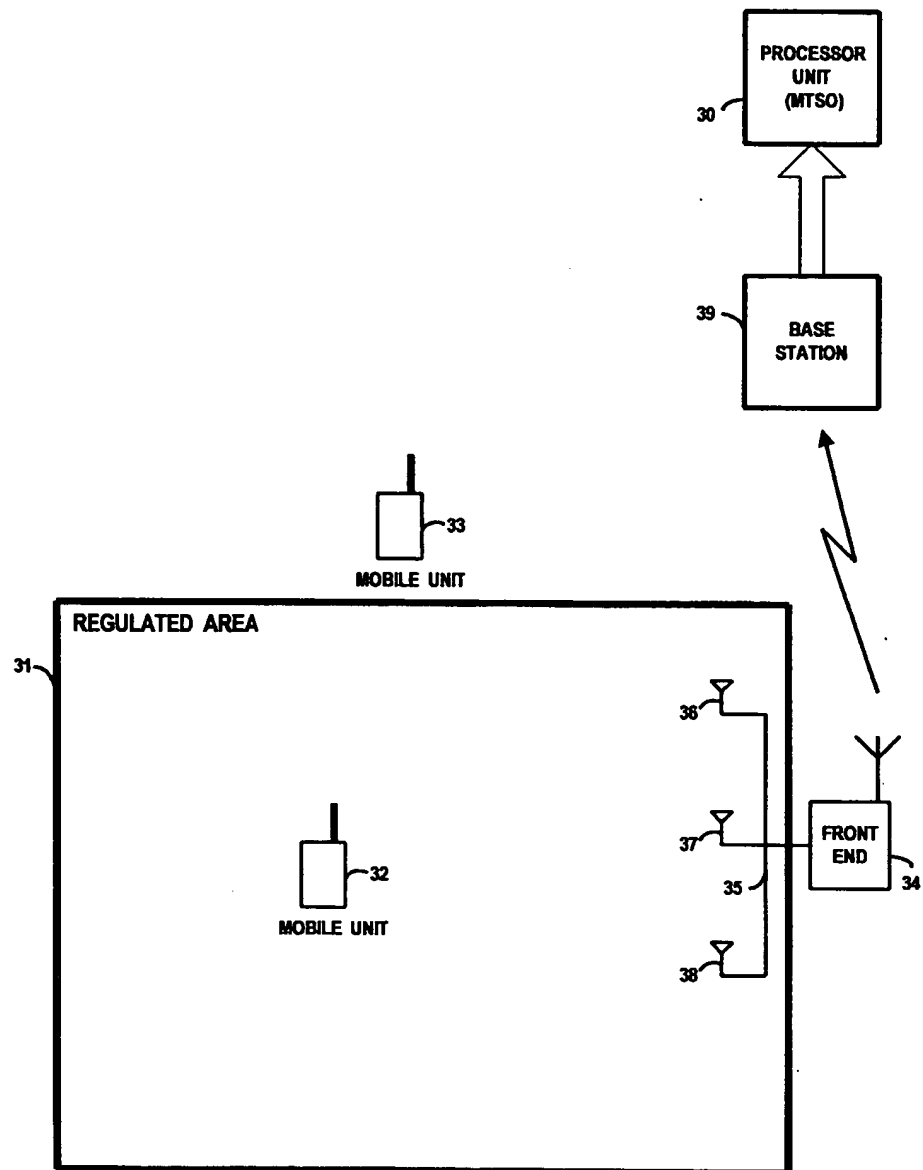 PROCESSOR
UNIT
(MTSO)
30
39
BASE
STATION
33
MOBILE UNIT
REGULATED AREA
31
36
37
FRONT
END
34
35
32
MOBILE UNIT
38